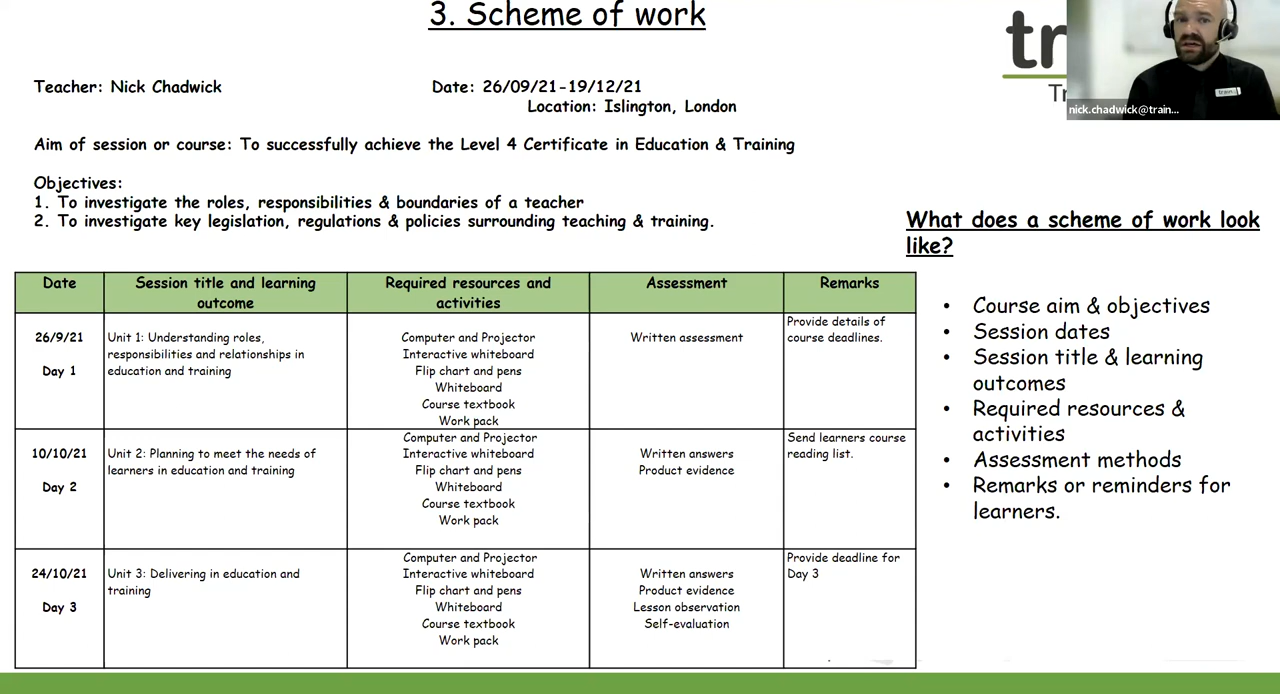 3. Scheme of work
Teacher: Nick Chadwick
Date: 26/09/21-19/12/21
Location: Islington, London
Aim of session or course: To successfully achieve the Level 4 Certificate in Education & Training
Objectives:
1. To investigate the roles, responsibilities & boundaries of a teacher
2. To investigate key legislation, regulations & policies surrounding teaching & training.
Date
Session title and learning
outcome
Required resources and
activities
Assessment
Remarks
26/9/21
Day 1
Unit 1: Understanding roles,
responsibilities and relationships in
education and training
Computer and Projector
Interactive whiteboard
Flip chart and pens
Whiteboard
Course textbook
Work pack
Written assessment
Provide details of
course deadlines.
10/10/21
Day 2
Unit 2: Planning to meet the needs of
learners in education and training
Computer and Projector
Interactive whiteboard
Flip chart and pens
Whiteboard
Course textbook
Work pack
Written answers
Product evidence
Send learners course
reading list.
24/10/21
Day 3
Unit 3: Delivering in education and
training
Computer and Projector
Interactive whiteboard
Flip chart and pens
Whiteboard
Course textbook
Work pack
Written answers
Product evidence
Lesson observation
Self-evaluation
Provide deadline for
Day 3
tr
Tr
nick.chadwick@train...
What does a scheme of work look
like?
• Course aim & objectives
• Session dates
• Session title & learning
outcomes
• Required resources &
activities
• Assessment methods
• Remarks or reminders for
learners.